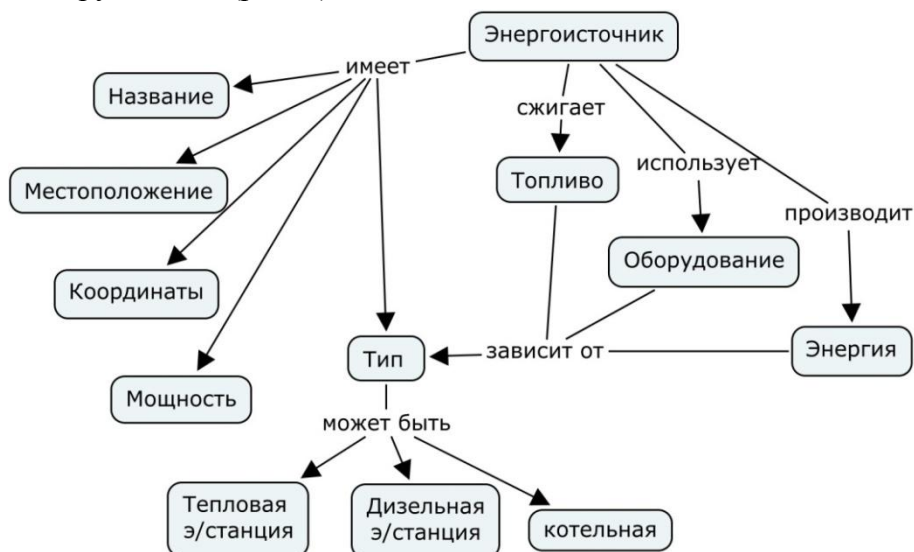 Энергоисточник
имеет
Название
сжигает
Местоположение
Топливо
использует
производит
Координаты
Оборудование
Тип
зависит от
Энергия
Мощность
может быть
Тепловая
э/станция
Дизельная
э/станция
котельная